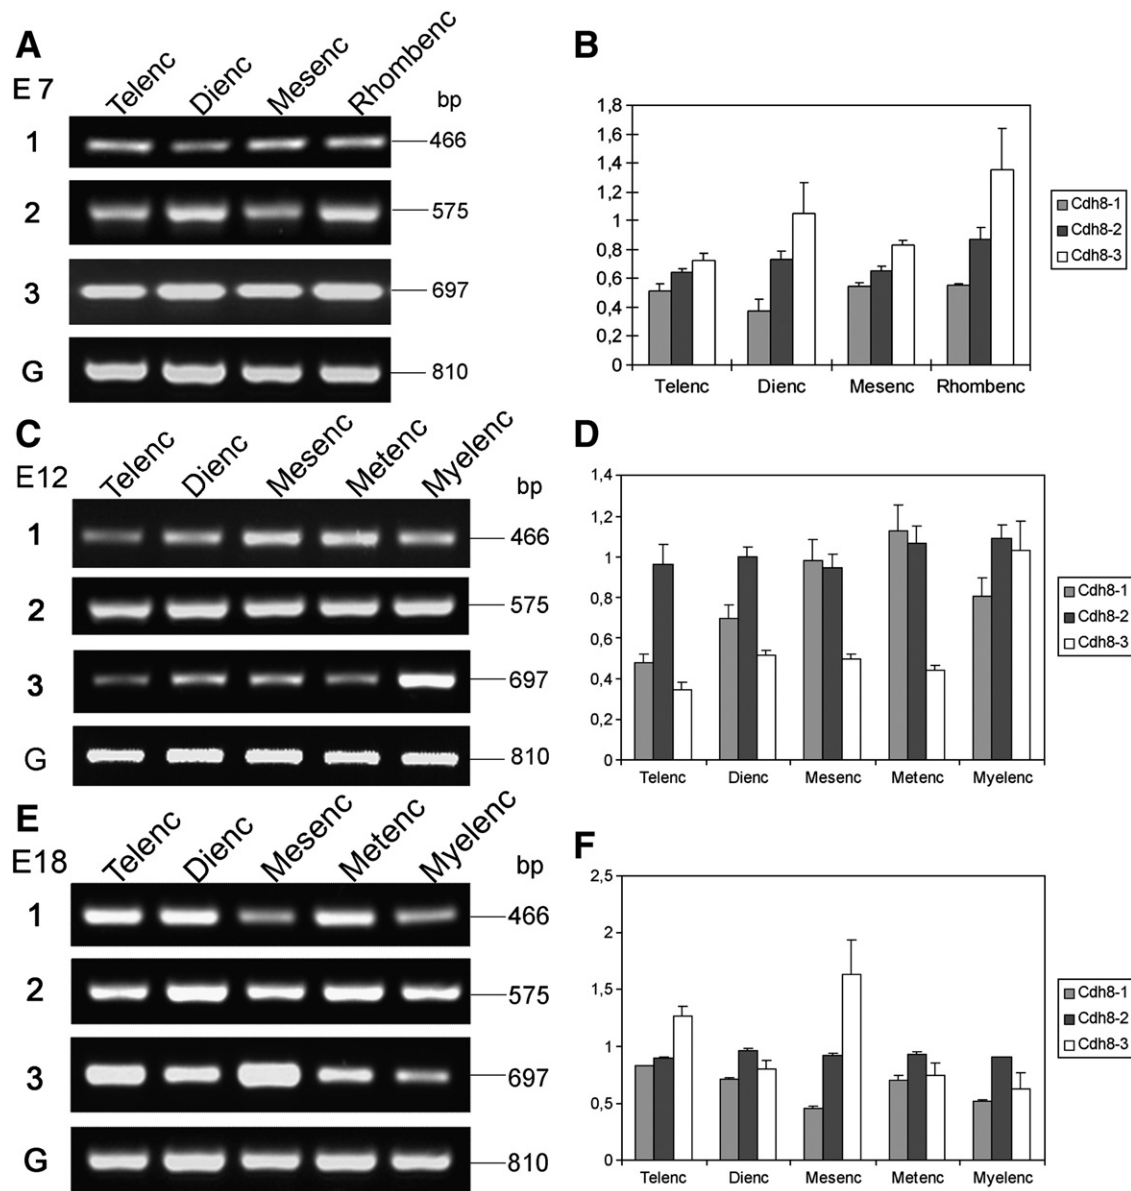 A
E 7
Telenc Dienc Mesenc Rhombenc
bp
1 466
2 575
3 697
G 810
B
1,8
1,6
1,4
1,2
1
0,8
0,6
0,4
0,2
0
Telenc Dienc Mesenc Rhombenc
Cdh8-1
Cdh8-2
Cdh8-3
C
E12
Telenc Dienc Mesenc Metenc Myelenc
bp
1 466
2 575
3 697
G 810
D
1,4
1,2
1
0,8
0,6
0,4
0,2
0
Telenc Dienc Mesenc Metenc Myelenc
Cdh8-1
Cdh8-2
Cdh8-3
E
E18
Telenc Dienc Mesenc Metenc Myelenc
bp
1 466
2 575
3 697
G 810
F
2,5
2
1,5
1
0,5
0
Telenc Dienc Mesenc Metenc Myelenc
Cdh8-1
Cdh8-2
Cdh8-3